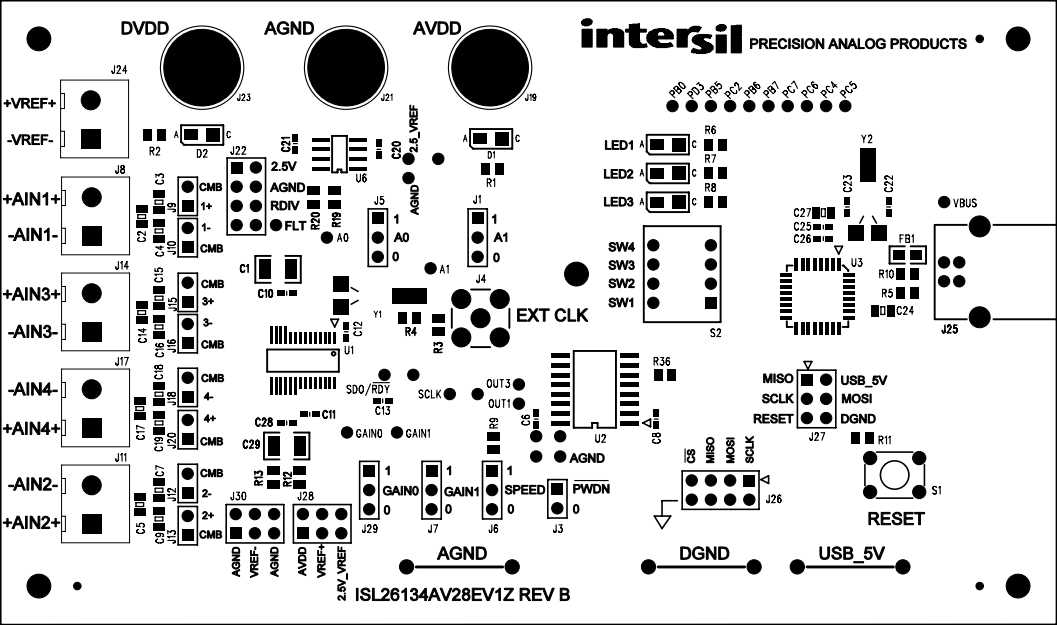 DVDD AGND AVDD
intersil PRECISION ANALOG PRODUCTS
J24 J23 J21 J19
+VREF+
-VREF-
PB0 PD3 PB5 PC2 PB6 PB7 PC7 PC6 PC4 PC5
R2 A D2 C
C21 U6 C20 2.5_VREF
AGND
A D1 C
R1
LED1 A C R6
LED2 A C R7
LED3 A C R8
Y2
C23 C22
VBUS
J8
+AIN1+
-AIN1-
C3 C2 C4
J9 CMB
1+
J10 1-
CMB
J22
2.5V
AGND
RDIV
FLT
R20 R19
A0
J5
1
A0
0
J1
1
A1
0
A1
SW4
SW3
SW2
SW1
S2
C27
C25
C26
U3
FB1
R10
R5
C24
J25
J14
+AIN3+
-AIN3-
C15 C14 C16
J15 CMB
3+
J16 3-
CMB
C1
C10
C12
U1
Y1
R4
R3
J4
EXT CLK
J17
-AIN4-
+AIN4+
C18 C17 C19
J18 CMB
4-
J20 4+
CMB
SDO/RDY
C13
SCLK
OUT3
OUT1
C11
C28
C29
GAIN0 GAIN1
R9
C6
U2
C8
R36
AGND
MISO USB_5V
SCLK MOSI
RESET DGND
J27
R11
S1
RESET
CS MISO MOSI SCLK
J26
J11
-AIN2-
+AIN2+
C7 C5 C9
J12 CMB
2-
J13 2+
CMB
R13 R12
J30 J28
AGND VREF- AGND
AVDD VREF+ 2.5V_VREF
1
GAIN0
0
J29
1
GAIN1
0
J7
1
SPEED
0
J6
PWDN
0
J3
AGND
DGND
USB_5V
ISL26134AV28EV1Z REV B